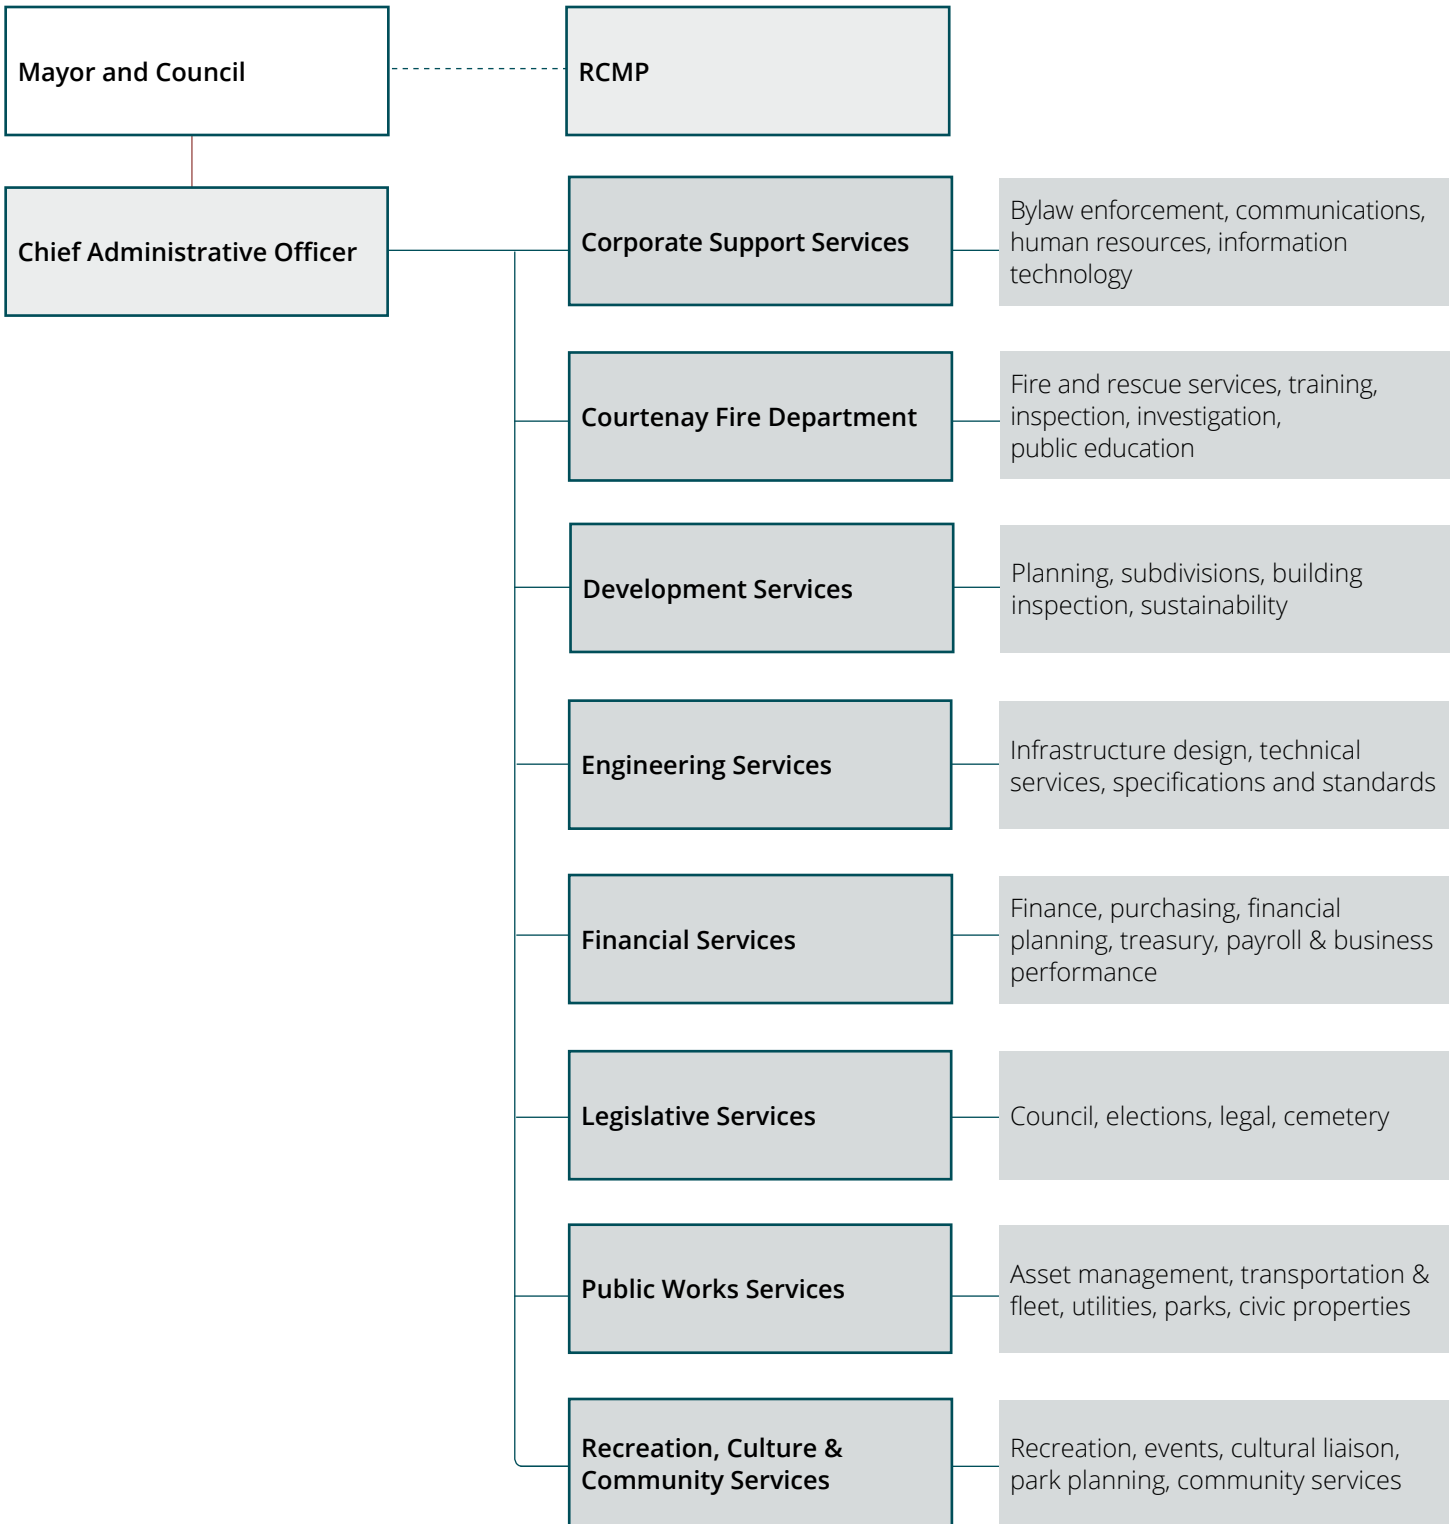 Mayor and Council
RCMP
Chief Administrative Officer
Corporate Support Services
Bylaw enforcement, communications,
human resources, information
technology
Courtenay Fire Department
Fire and rescue services, training,
inspection, investigation,
public education
Development Services
Planning, subdivisions, building
inspection, sustainability
Engineering Services
Infrastructure design, technical
services, specifications and standards
Financial Services
Finance, purchasing, financial
planning, treasury, payroll & business
performance
Legislative Services
Council, elections, legal, cemetery
Public Works Services
Asset management, transportation &
fleet, utilities, parks, civic properties
Recreation, Culture &
Community Services
Recreation, events, cultural liaison,
park planning, community services